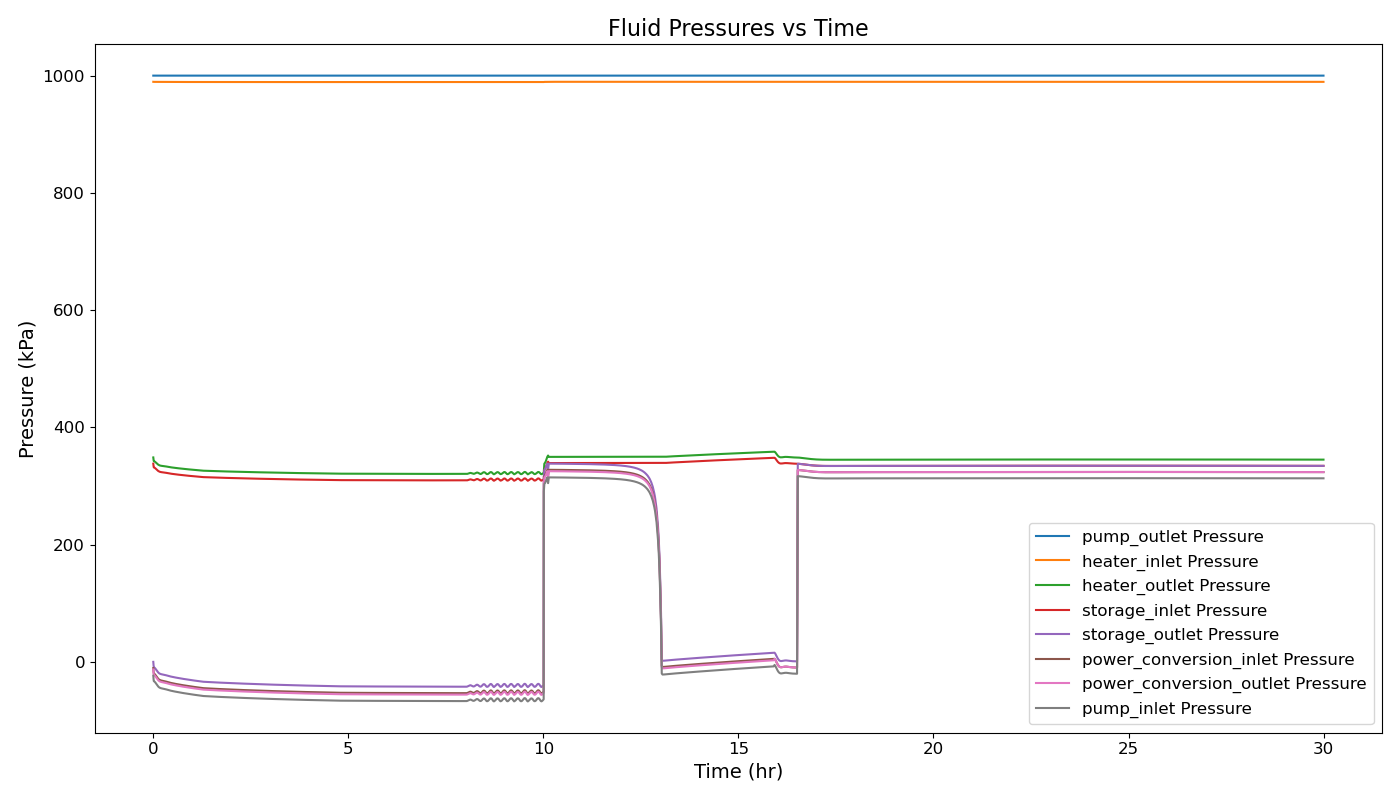 Fluid Pressures vs Time
Pressure (kPa)
1000
800
600
400
200
0
pump_outlet Pressure
heater_inlet Pressure
heater_outlet Pressure
storage_inlet Pressure
storage_outlet Pressure
power_conversion_inlet Pressure
power_conversion_outlet Pressure
pump_inlet Pressure
0 5 10 15 20 25 30
Time (hr)